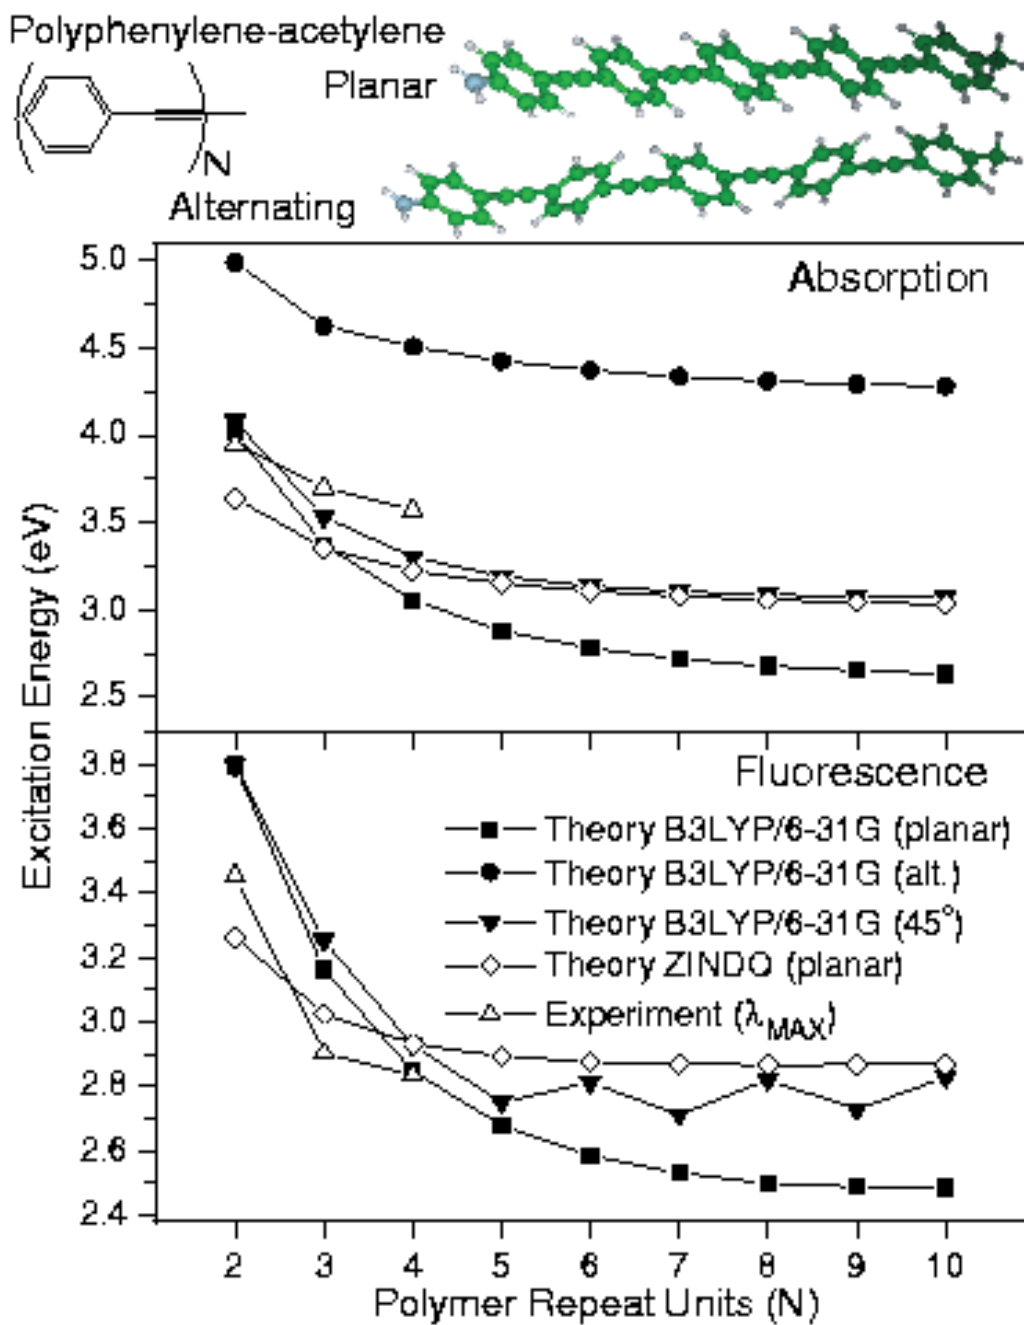 Polyphenylene-acetylene
Planar
N
Alternating
Absorption
5.0
4.5
4.0
3.5
3.0
2.5
Excitation Energy (eV)
Fluorescence
3.8
3.6
3.4
3.2
3.0
2.8
2.6
2.4
Theory B3LYP/6-31G (planar)
Theory B3LYP/6-31G (alt.)
Theory B3LYP/6-31G (45°)
Theory ZINDO (planar)
Experiment (λMAX)
2 3 4 5 6 7 8 9 10
Polymer Repeat Units (N)